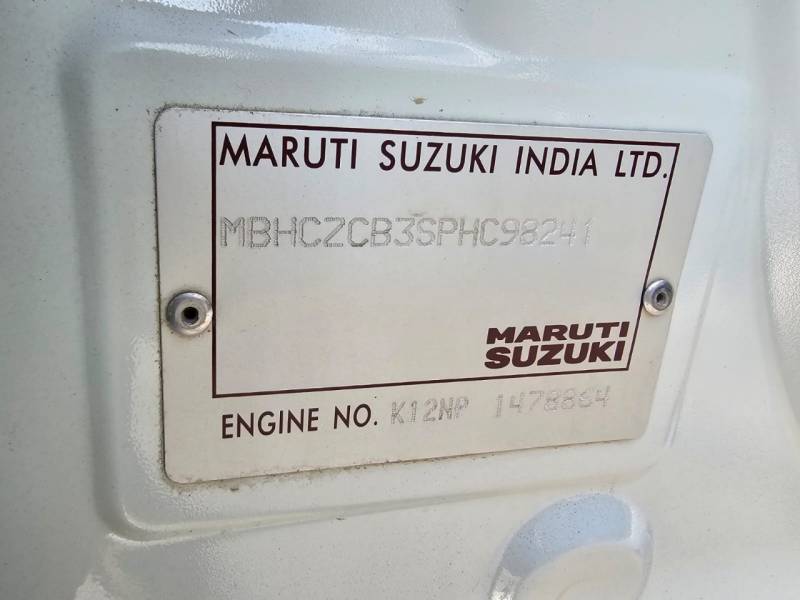 MARUTI SUZUKI INDIA LTD.
MBHCZCB3SPHC98241
MARUTI
SUZUKI
ENGINE NO. K12NP 1478864